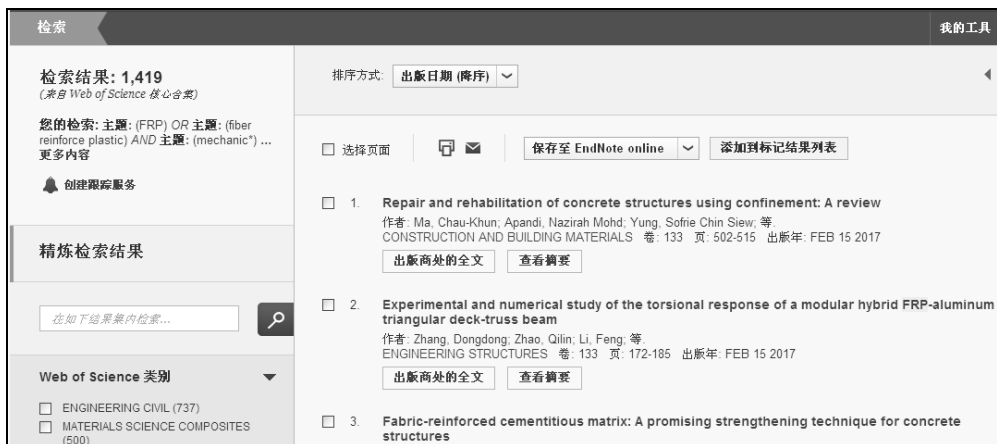 检索
我的工具
检索结果: 1,419
(来自 Web of Science 核心合集)
您的检索: 主题: (FRP) OR 主题: (fiber
reinforce plastic) AND 主题: (mechanic*) ...
更多内容
创建跟踪服务
精炼检索结果
在如下结果集内检索...
Web of Science 类别
ENGINEERING CIVIL (737)
MATERIALS SCIENCE COMPOSITES
(500)
排序方式: 出版日期 (降序)
选择页面 保存至 EndNote online 添加到标记结果列表
1. Repair and rehabilitation of concrete structures using confinement: A review
作者: Ma, Chau-Khun; Apandi, Nazirah Mohd; Yung, Sofrie Chin Siew; 等.
CONSTRUCTION AND BUILDING MATERIALS 卷: 133 页: 502-515 出版年: FEB 15 2017
出版商处的全文 查看摘要
2. Experimental and numerical study of the torsional response of a modular hybrid FRP-aluminum
triangular deck-truss beam
作者: Zhang, Dongdong; Zhao, Qilin; Li, Feng; 等.
ENGINEERING STRUCTURES 卷: 133 页: 172-185 出版年: FEB 15 2017
出版商处的全文 查看摘要
3. Fabric-reinforced cementitious matrix: A promising strengthening technique for concrete
structures